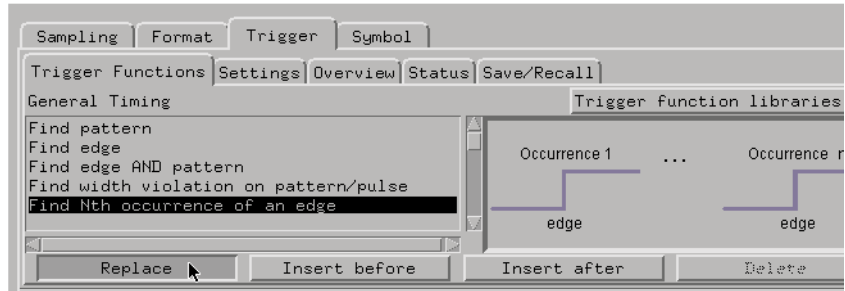 Sampling Format Trigger Symbol
Trigger Functions Settings Overview Status Save/Recall
General Timing Trigger function libraries
Find pattern
Find edge
Find edge AND pattern
Find width violation on pattern/pulse
Find Nth occurrence of an edge
Occurrence 1 ... Occurrence n
edge edge
Replace Insert before Insert after Delete